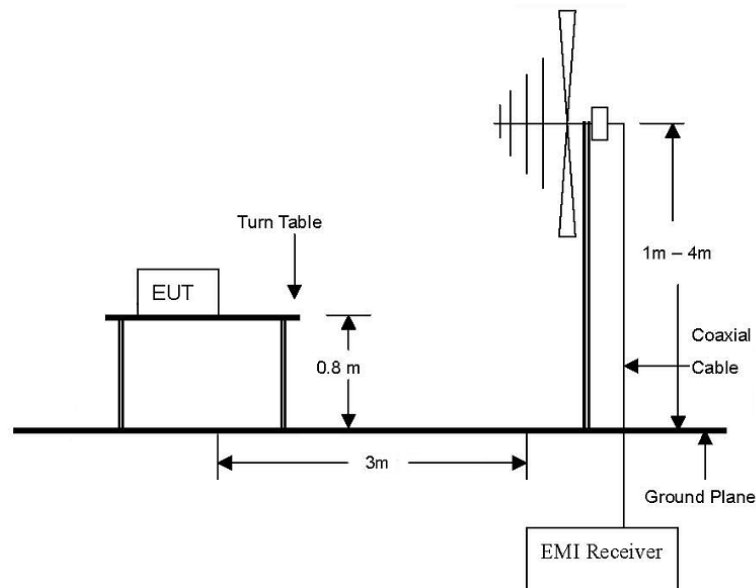 Turn Table
EUT
1m – 4m
0.8 m
Coaxial
Cable
3m
Ground Plane
EMI Receiver